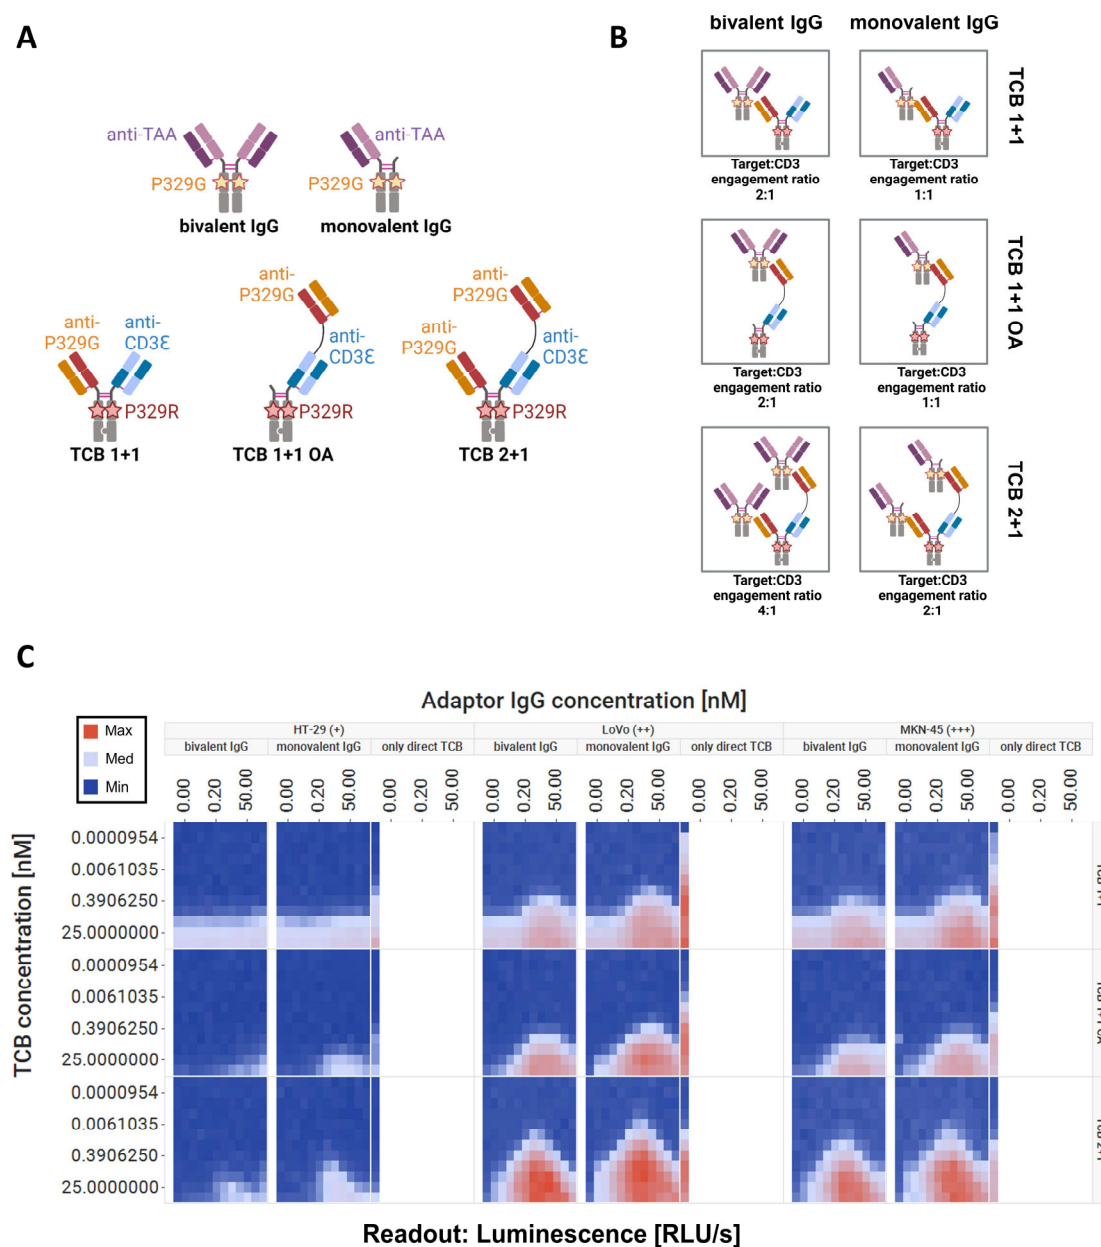 A
anti-TAA
anti-TAA
P329G
P329G
bivalent IgG
monovalent IgG
anti-
P329G
anti-
P329G
anti-
P329G
anti-
CD3Ɛ
anti-
P329G
anti-
CD3Ɛ
anti-
CD3Ɛ
P329R
P329R
P329R
TCB 1+1
TCB 1+1 OA
TCB 2+1
B
bivalent IgG
monovalent IgG
TCB 1+1
Target:CD3
engagement ratio
2:1
Target:CD3
engagement ratio
1:1
TCB 1+1 OA
Target:CD3
engagement ratio
2:1
Target:CD3
engagement ratio
1:1
TCB 2+1
Target:CD3
engagement ratio
4:1
Target:CD3
engagement ratio
2:1
C
Adaptor IgG concentration [nM]
Max
Med
Min
HT-29 (+)
LoVo (++)
MKN-45 (+++)
bivalent IgG
monovalent IgG
only direct TCB
bivalent IgG
monovalent IgG
only direct TCB
bivalent IgG
monovalent IgG
only direct TCB
0.00 0.20 50.00
0.00 0.20 50.00
0.00 0.20 50.00
0.00 0.20 50.00
0.00 0.20 50.00
0.00 0.20 50.00
0.00 0.20 50.00
0.00 0.20 50.00
0.00 0.20 50.00
TCB concentration [nM]
0.0000954
0.0061035
0.3906250
25.0000000
0.0000954
0.0061035
0.3906250
25.0000000
0.0000954
0.0061035
0.3906250
25.0000000
Readout: Luminescence [RLU/s]